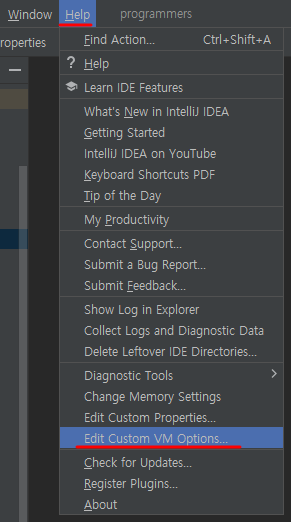 Window Help programmers
roperties
Find Action... Ctrl+Shift+A
? Help
Learn IDE Features
What's New in IntelliJ IDEA
Getting Started
IntelliJ IDEA on YouTube
Keyboard Shortcuts PDF
Tip of the Day
My Productivity
Contact Support...
Submit a Bug Report...
Submit Feedback...
Show Log in Explorer
Collect Logs and Diagnostic Data
Delete Leftover IDE Directories...
Diagnostic Tools
Change Memory Settings
Edit Custom Properties...
Edit Custom VM Options...
Check for Updates...
Register Plugins...
About